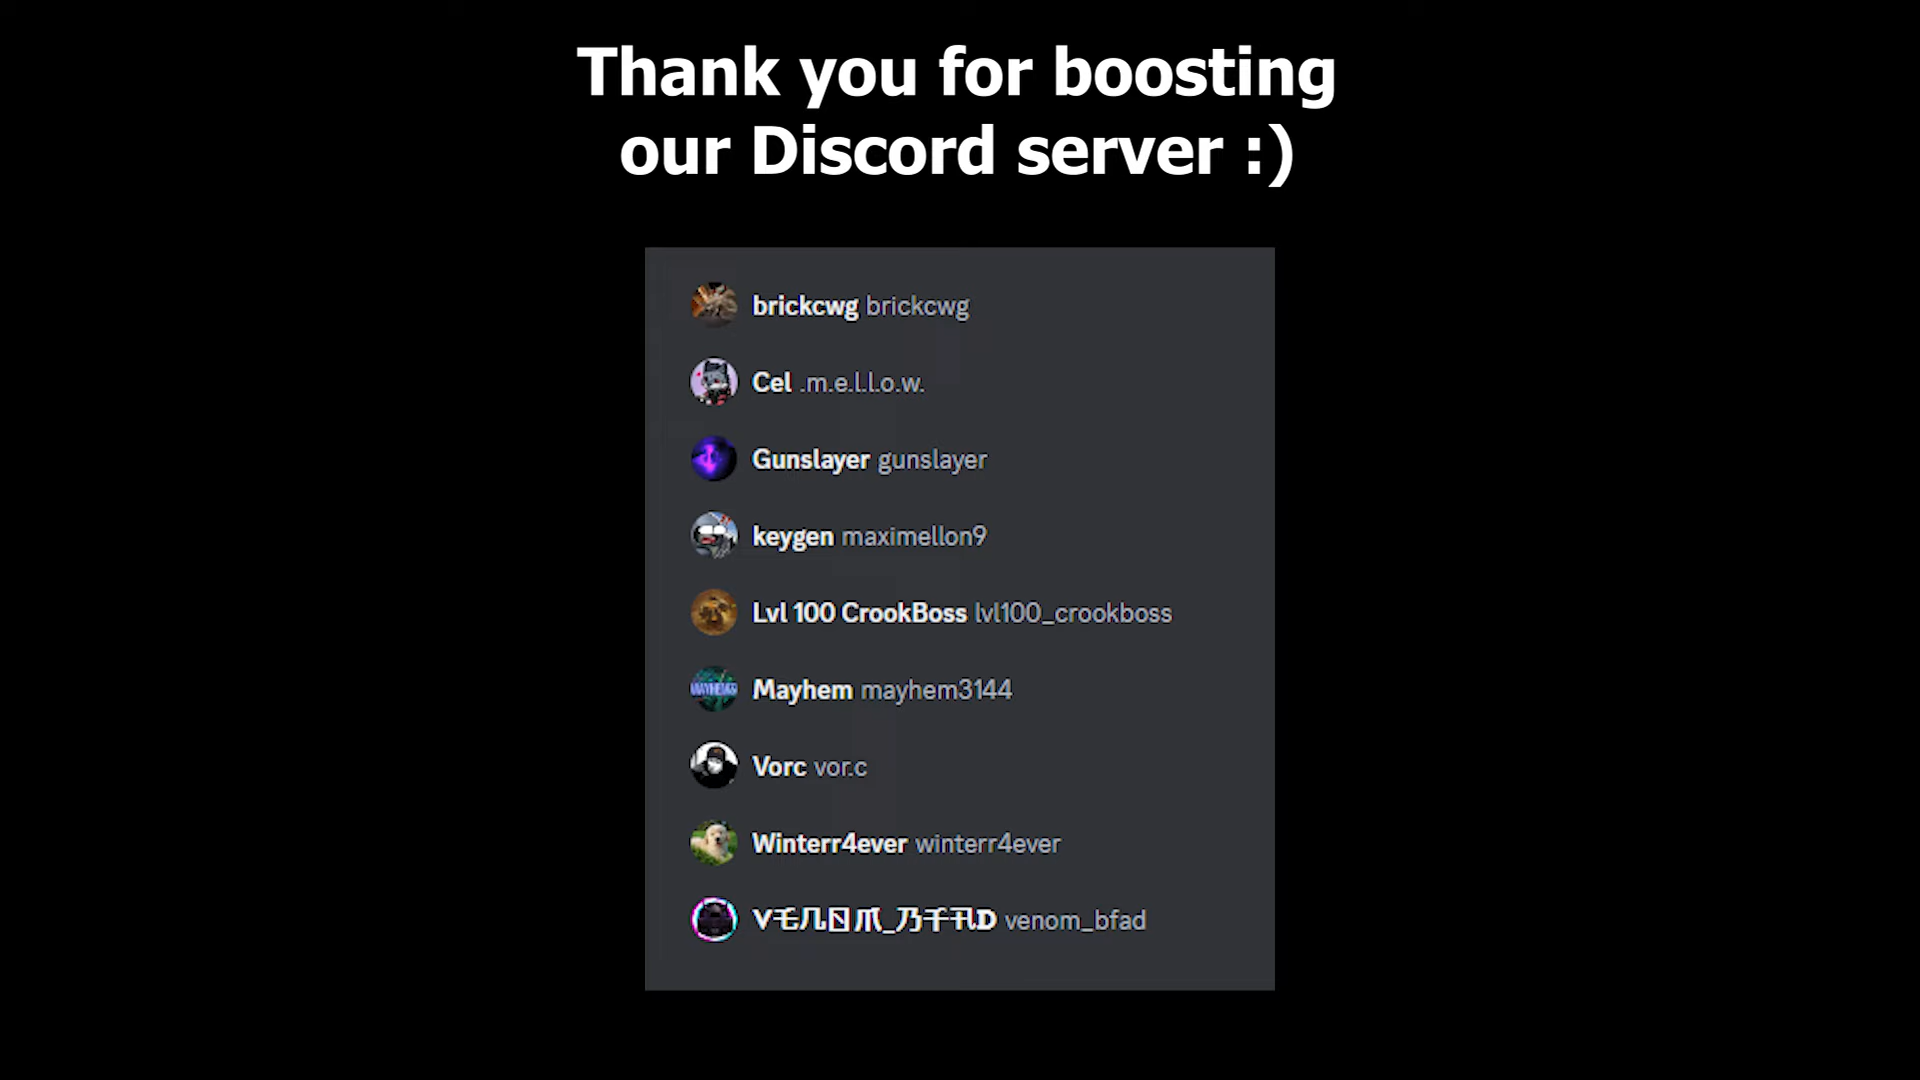 Thank you for boosting
our Discord server :)
brickcwg brickcwg
Cel .m.e.l.l.o.w.
Gunslayer gunslayer
keygen maximellon9
Lvl 100 CrookBoss lvl100_crookboss
MAYHEM
Mayhem mayhem3144
Vorc vor.c
Winterr4ever winterr4ever
venom_bfad